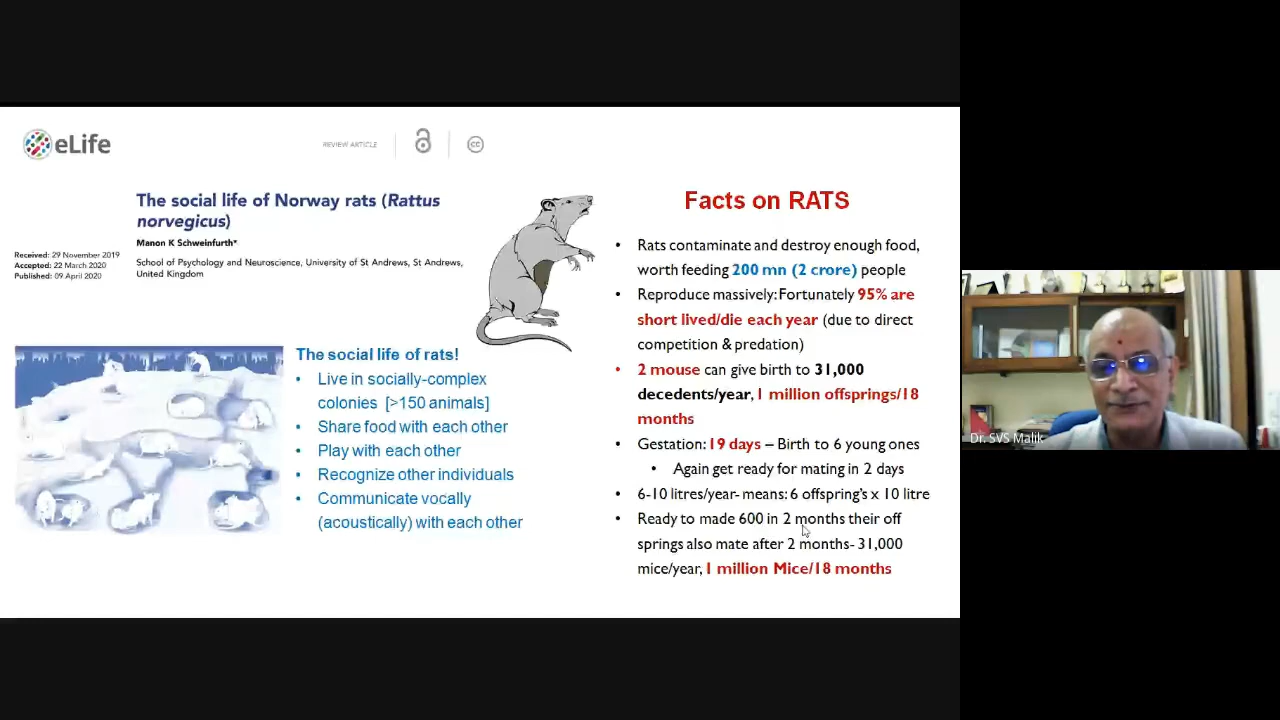 eLife
REVIEW ARTICLE
cc
The social life of Norway rats (Rattus
norvegicus)
Manon K Schweinfurth*
School of Psychology and Neuroscience, University of St Andrews, St Andrews,
United Kingdom
Received: 29 November 2019
Accepted: 22 March 2020
Published: 09 April 2020
The social life of rats!
• Live in socially-complex
colonies [>150 animals]
• Share food with each other
• Play with each other
• Recognize other individuals
• Communicate vocally
(acoustically) with each other
Facts on RATS
• Rats contaminate and destroy enough food,
worth feeding 200 mn (2 crore) people
• Reproduce massively: Fortunately 95% are
short lived/die each year (due to direct
competition & predation)
• 2 mouse can give birth to 31,000
decedents/year, 1 million offsprings/18
months
• Gestation: 19 days – Birth to 6 young ones
• Again get ready for mating in 2 days
• 6-10 litres/year- means: 6 offspring's x 10 litre
• Ready to made 600 in 2 months their off
springs also mate after 2 months- 31,000
mice/year, 1 million Mice/18 months
Dr. SVS Malik